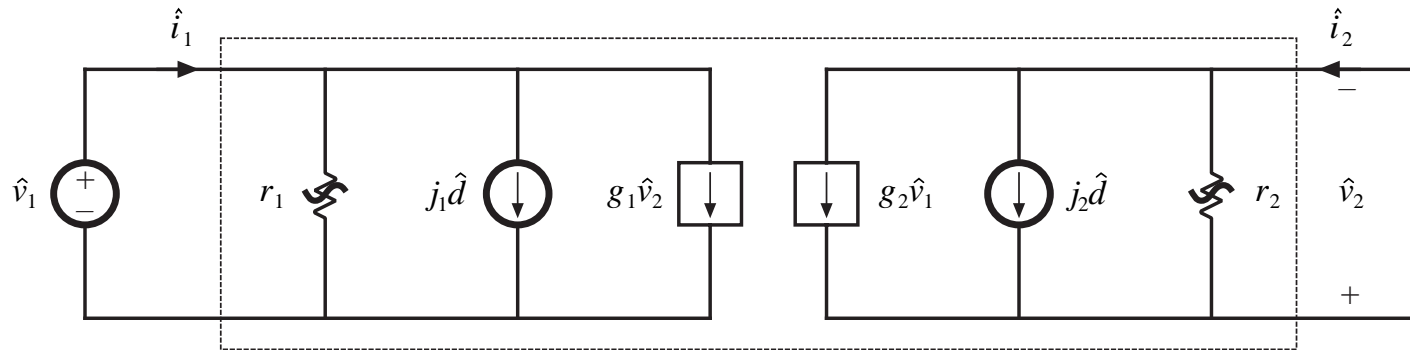 î₁ î₂
−
v̂₁ + − r₁ j₁d̂ g₁v̂₂ g₂v̂₁ j₂d̂ r₂ v̂₂
+